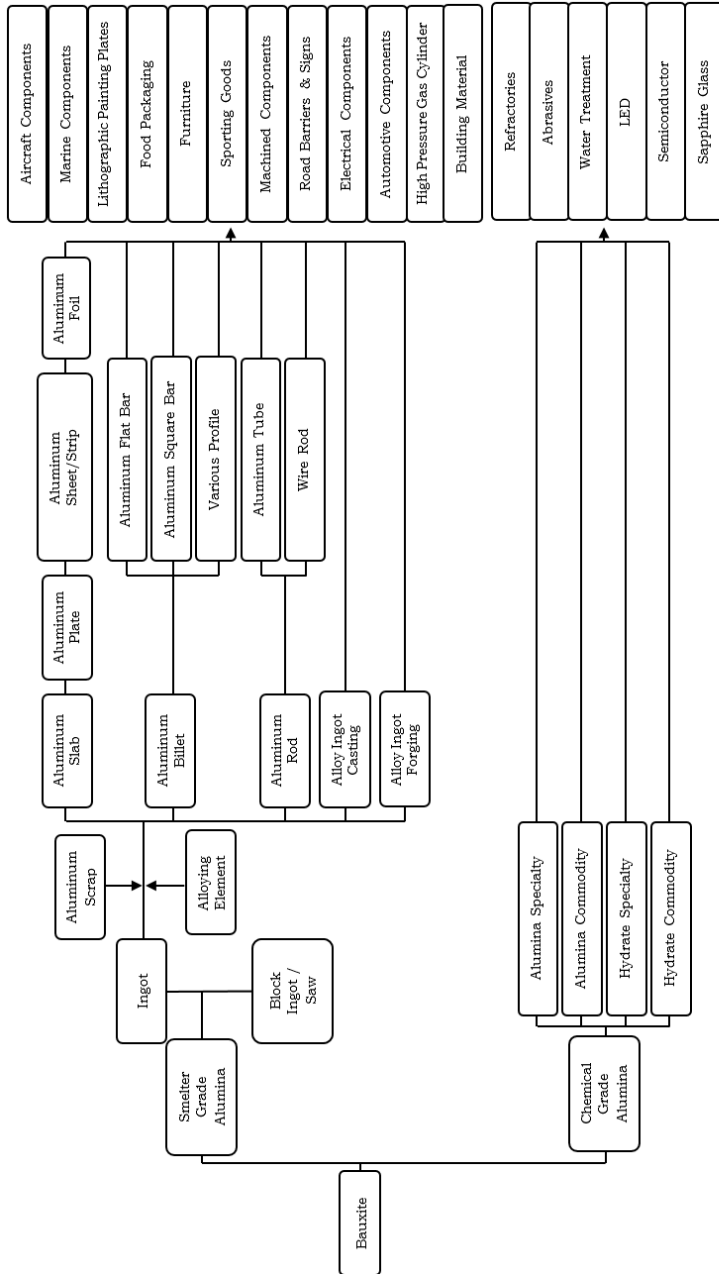 Bauxite
Smelter
Grade
Alumina
Chemical
Grade
Alumina
Ingot
Block
Ingot /
Saw
Aluminum
Scrap
Alloying
Element
Alumina Specialty
Alumina Commodity
Hydrate Specialty
Hydrate Commodity
Aluminum
Slab
Aluminum
Billet
Aluminum
Rod
Alloy Ingot
Casting
Alloy Ingot
Forging
Aluminum
Plate
Aluminum
Sheet/Strip
Aluminum
Foil
Aluminum Flat Bar
Aluminum Square Bar
Various Profile
Aluminum Tube
Wire Rod
Aircraft Components
Marine Components
Lithographic Painting Plates
Food Packaging
Furniture
Sporting Goods
Machined Components
Road Barriers & Signs
Electrical Components
Automotive Components
High Pressure Gas Cylinder
Building Material
Refractories
Abrasives
Water Treatment
LED
Semiconductor
Sapphire Glass